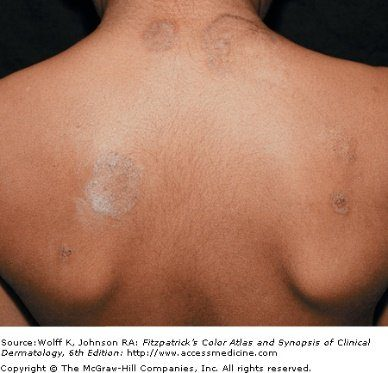 Source: Wolff K, Johnson RA: Fitzpatrick's Color Atlas and Synopsis of Clinical
Dermatology, 6th Edition: http://www.accessmedicine.com
Copyright © The McGraw-Hill Companies, Inc. All rights reserved.